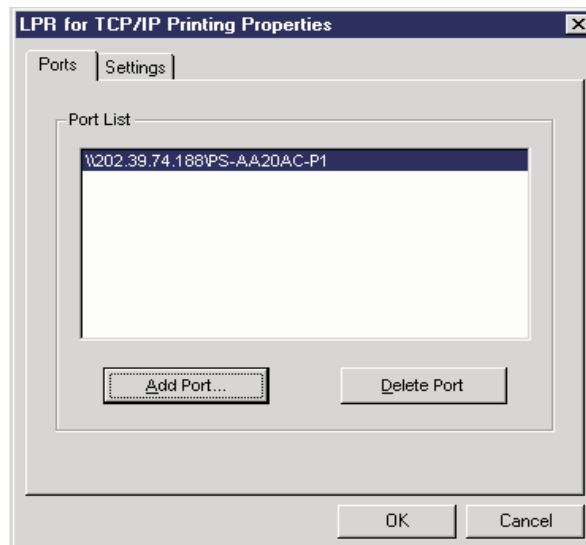 LPR for TCP/IP Printing Properties
Ports Settings
Port List
\\202.39.74.188\PS-AA20AC-P1
Add Port... Delete Port
OK Cancel